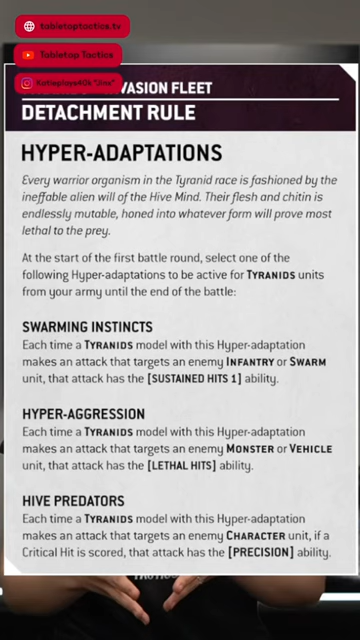 tabletoptactics.tv
Tabletop Tactics
Katieplays40k "Jinx"
VASION FLEET
DETACHMENT RULE
HYPER-ADAPTATIONS
Every warrior organism in the Tyranid race is fashioned by the
ineffable alien will of the Hive Mind. Their flesh and chitin is
endlessly mutable, honed into whatever form will prove most
lethal to the prey.
At the start of the first battle round, select one of the
following Hyper-adaptations to be active for TYRANIDS units
from your army until the end of the battle:
SWARMING INSTINCTS
Each time a TYRANIDS model with this Hyper-adaptation
makes an attack that targets an enemy INFANTRY or SWARM
unit, that attack has the [SUSTAINED HITS 1] ability.
HYPER-AGGRESSION
Each time a TYRANIDS model with this Hyper-adaptation
makes an attack that targets an enemy MONSTER or VEHICLE
unit, that attack has the [LETHAL HITS] ability.
HIVE PREDATORS
Each time a TYRANIDS model with this Hyper-adaptation
makes an attack that targets an enemy CHARACTER unit, if a
Critical Hit is scored, that attack has the [PRECISION] ability.